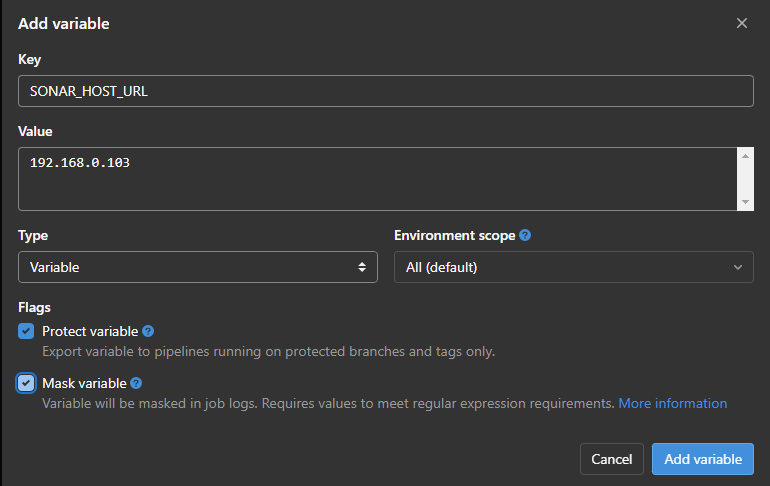 Add variable
Key
SONAR_HOST_URL
Value
192.168.0.103
Type
Environment scope
Variable
All (default)
Flags
Protect variable
Export variable to pipelines running on protected branches and tags only.
Mask variable
Variable will be masked in job logs. Requires values to meet regular expression requirements. More information
Cancel
Add variable